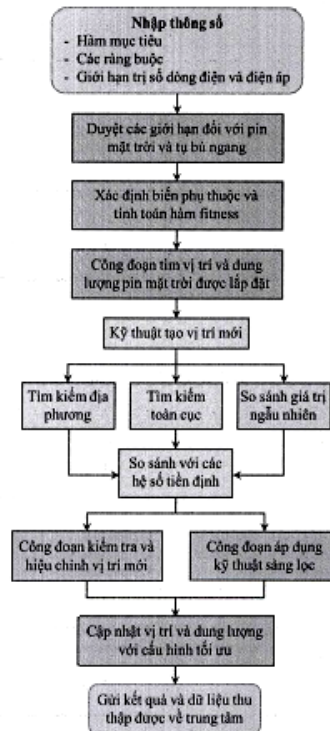 Nhập thông số
- Hàm mục tiêu
- Các ràng buộc
- Giới hạn trị số dòng điện và điện áp
Duyệt các giới hạn đối với pin
mặt trời và tụ bù ngang
Xác định biến phụ thuộc và
tính toán hàm fitness
Công đoạn tìm vị trí và dung
lượng pin mặt trời được lắp đặt
Kỹ thuật tạo vị trí mới
Tìm kiếm địa
phương
Tìm kiếm
toàn cục
So sánh giá trị
ngẫu nhiên
So sánh với các
hệ số tiền định
Công đoạn kiểm tra và
hiệu chỉnh vị trí mới
Công đoạn áp dụng
kỹ thuật sàng lọc
Cập nhật vị trí và dung lượng
với cấu hình tối ưu
Gửi kết quả và dữ liệu thu
thập được về trung tâm